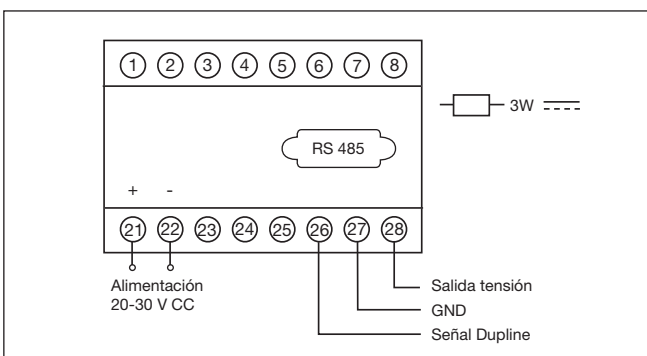 1 2 3 4 5 6 7 8
3W
RS 485
+ -
21 22 23 24 25 26 27 28
Alimentación
20-30 V CC
Salida tensión
GND
Señal Dupline